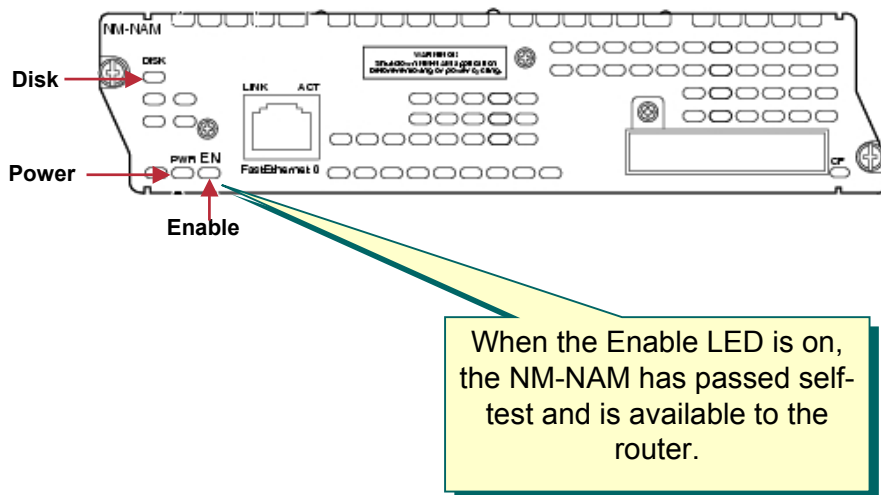 NM-NAM
DISK
Disk
LINK ACT
WARNING:
PWR EN
FastEthernet 0
CF
Power
Enable
When the Enable LED is on,
the NM-NAM has passed self-
test and is available to the
router.